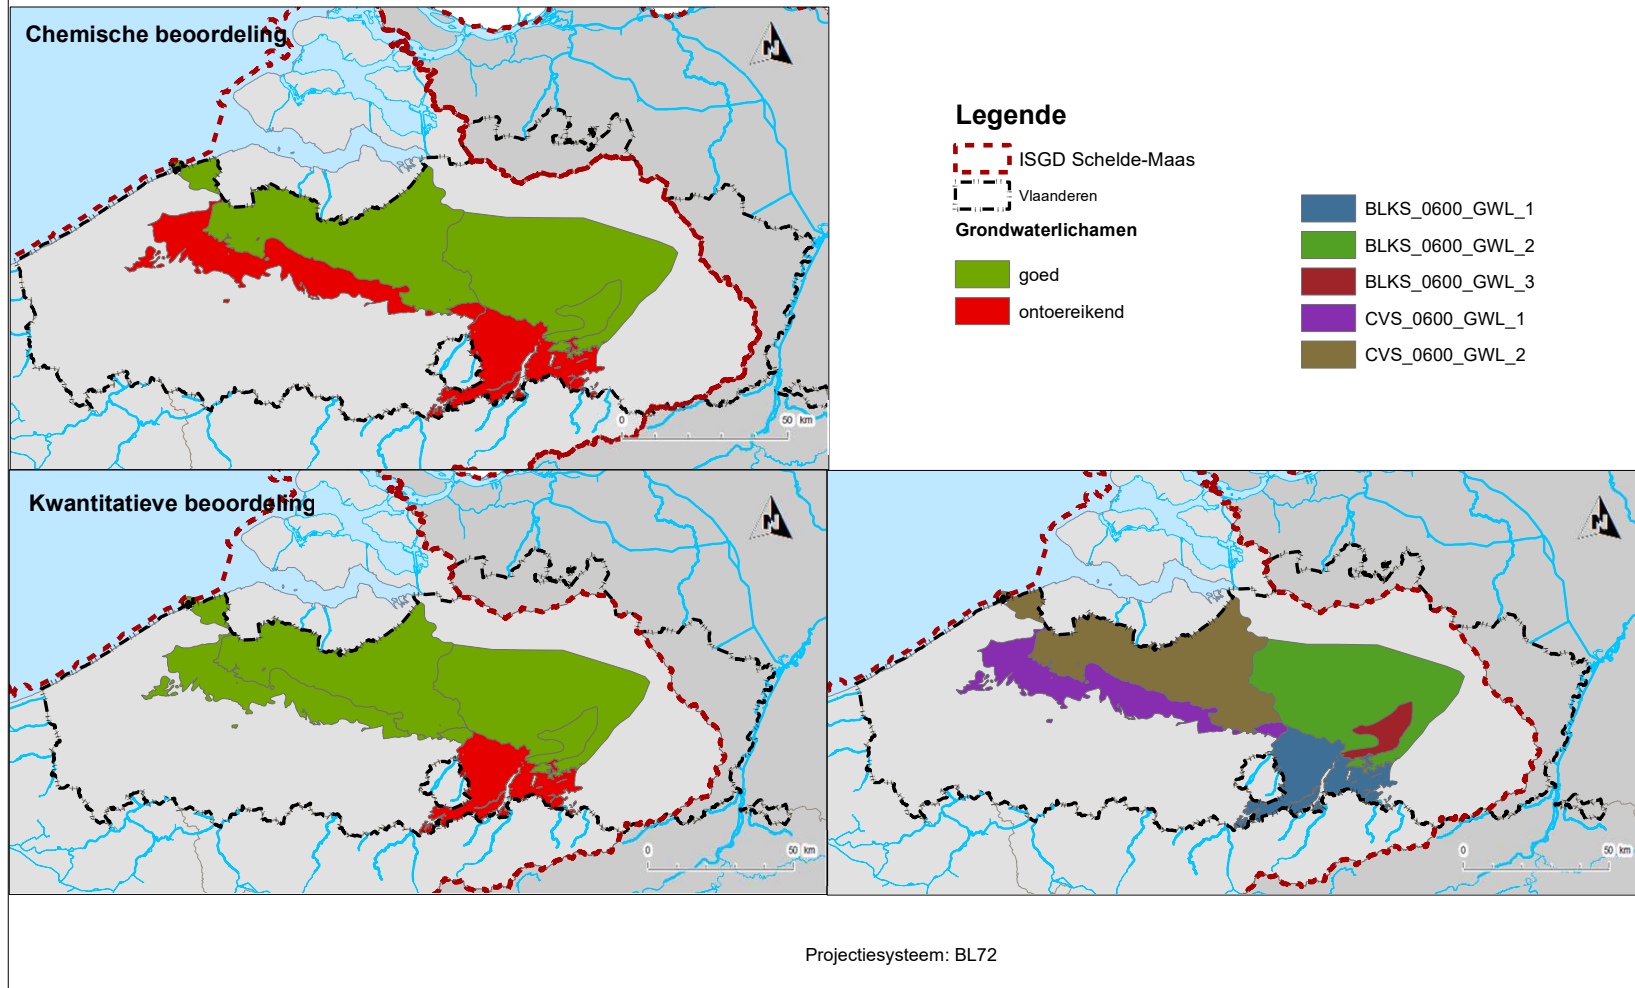 Chemische beoordeling
N
0
50 km
Legende
ISGD Schelde-Maas
Vlaanderen
Grondwaterlichamen
goed
ontoereikend
BLKS_0600_GWL_1
BLKS_0600_GWL_2
BLKS_0600_GWL_3
CVS_0600_GWL_1
CVS_0600_GWL_2
Kwantitatieve beoordeling
N
0
50 km
N
0
50 km
Projectiesysteem: BL72